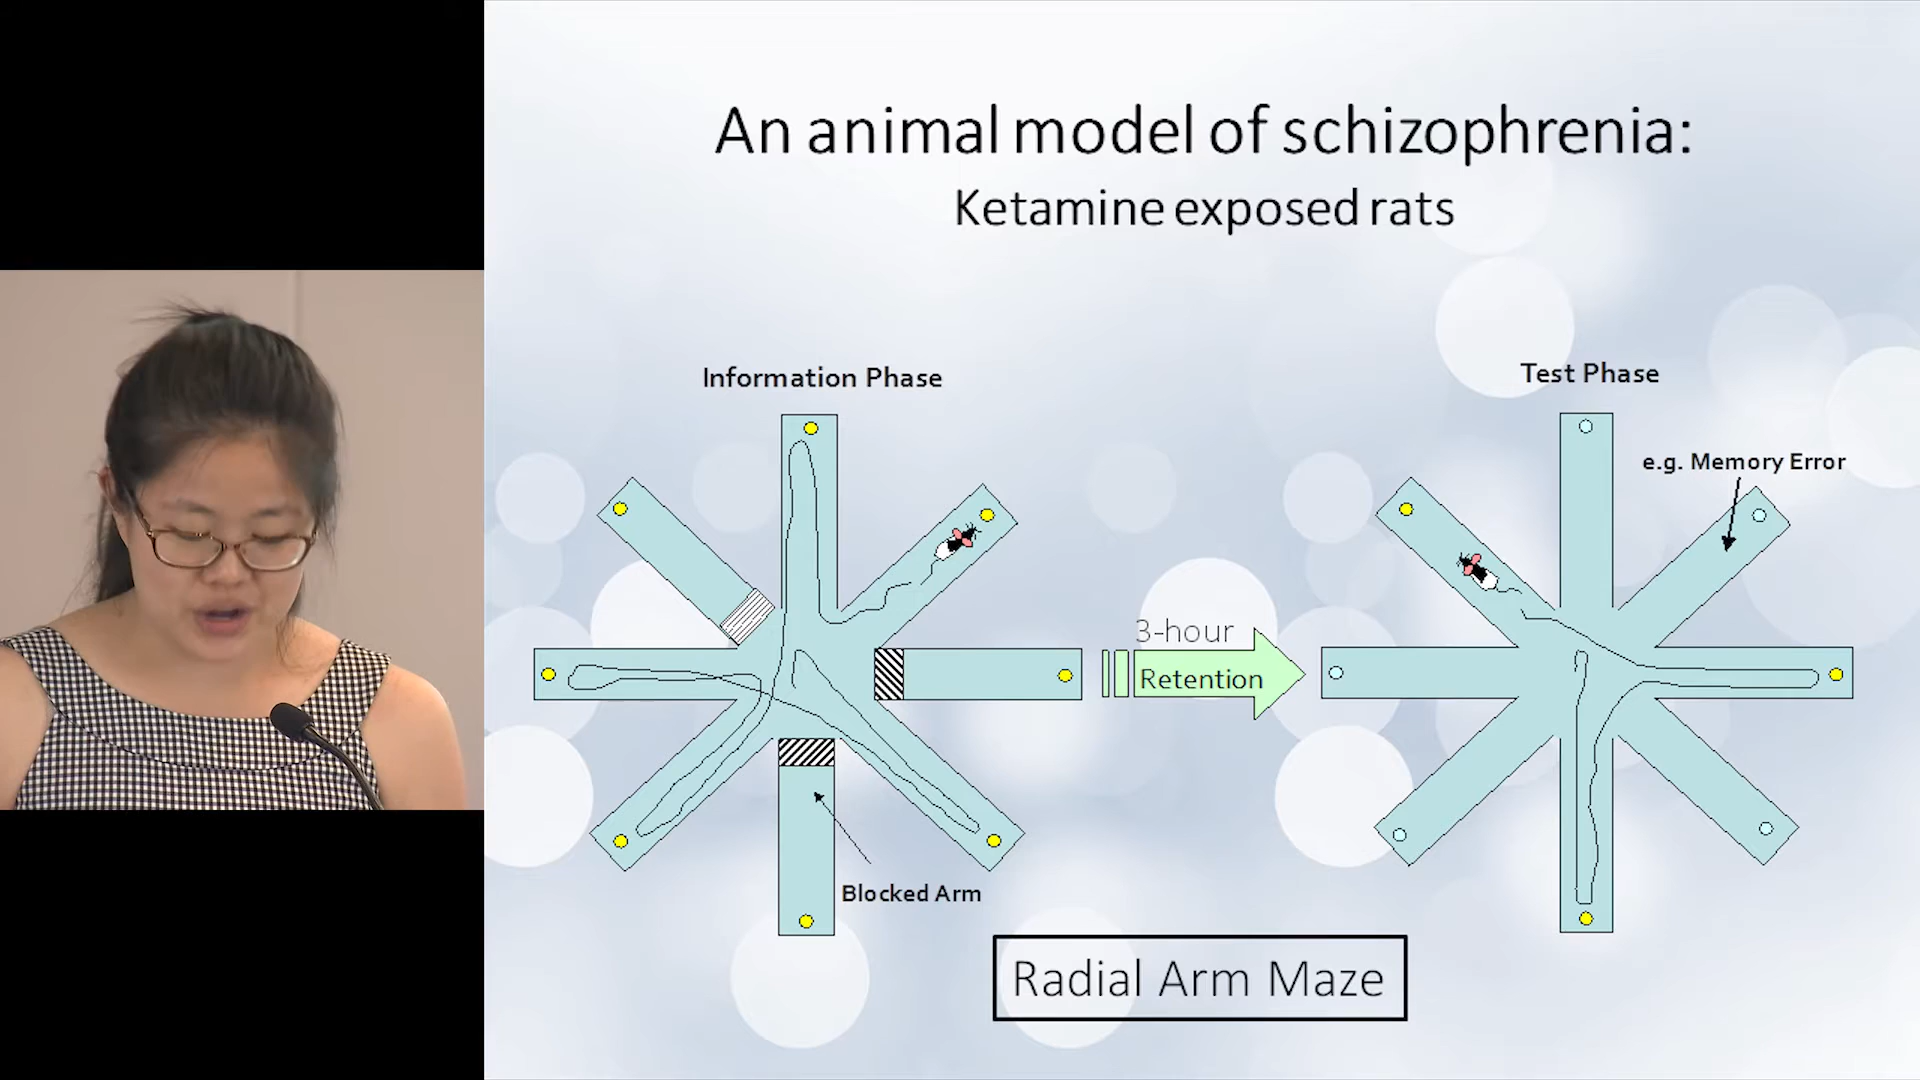 An animal model of schizophrenia:
Ketamine exposed rats
Information Phase
Test Phase
e.g. Memory Error
3-hour
Retention
Blocked Arm
Radial Arm Maze